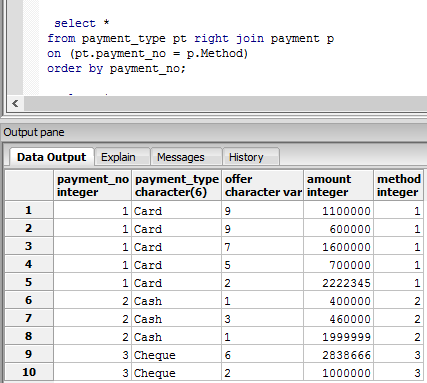 select *
from payment_type pt right join payment p
on (pt.payment_no = p.Method)
order by payment_no;
Output pane
Data Output Explain Messages History
payment_no payment_type offer amount method
integer character(6) character var integer integer
1 1 Card 9 1100000 1
2 1 Card 9 600000 1
3 1 Card 7 1600000 1
4 1 Card 5 700000 1
5 1 Card 2 2222345 1
6 2 Cash 1 400000 2
7 2 Cash 3 460000 2
8 2 Cash 1 1999999 2
9 3 Cheque 6 2838666 3
10 3 Cheque 2 1000000 3